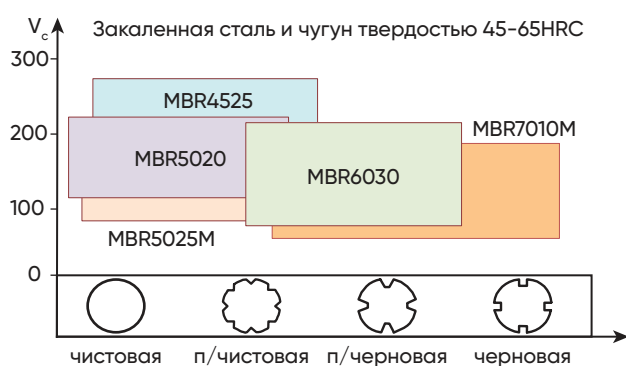 Vc Закаленная сталь и чугун твердостью 45-65HRC
300
MBR4525
200
MBR7010M
MBR5020
MBR6030
100
MBR5025M
0
чистовая п/чистовая п/черновая черновая